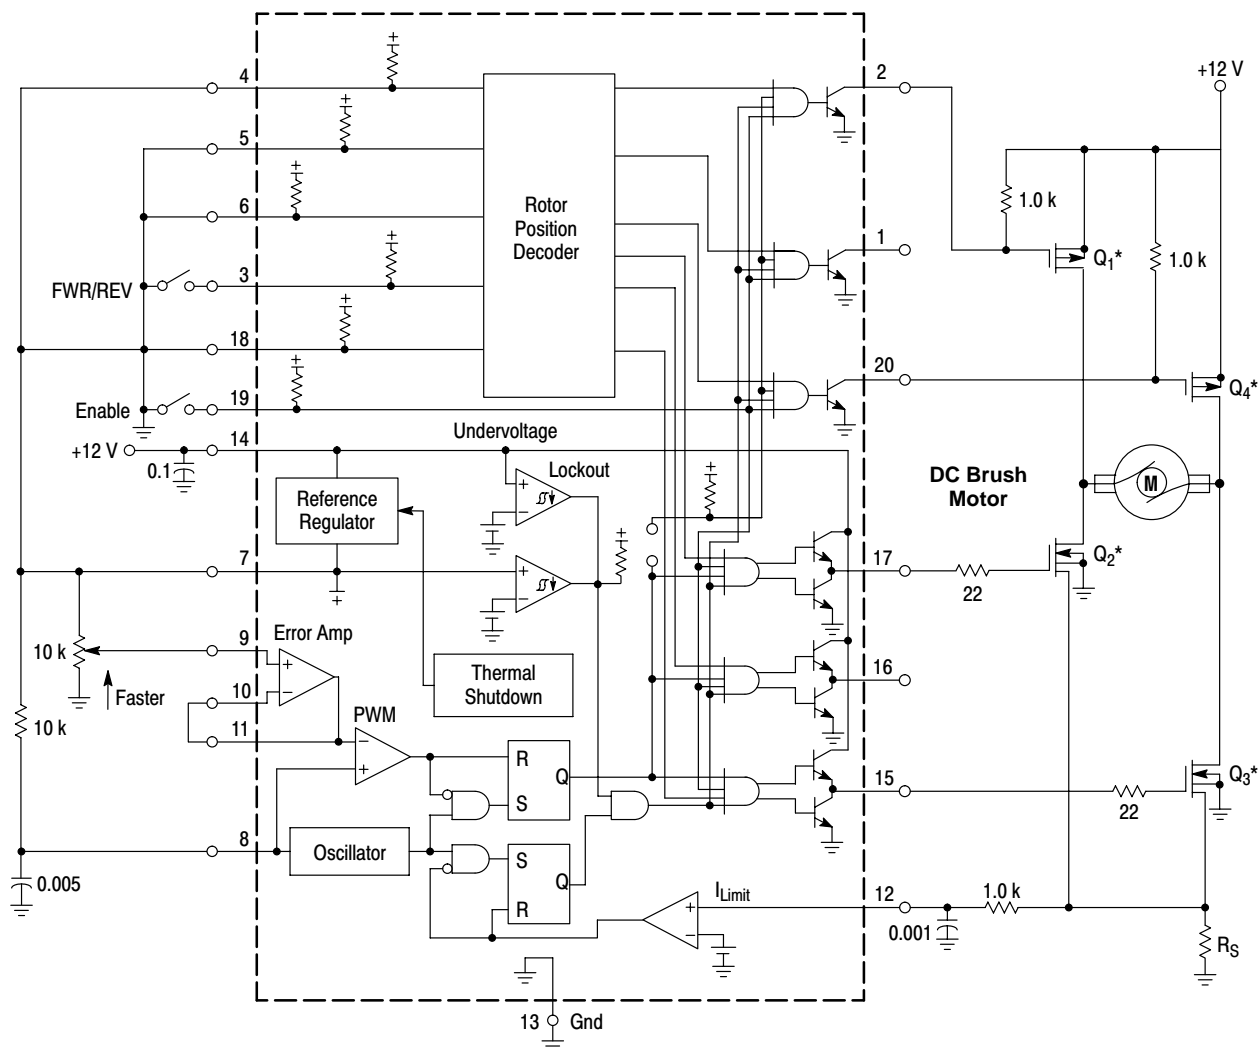 4
2
+12 V
5
6
Rotor
Position
Decoder
1.0 k
1
Q1*
1.0 k
FWR/REV
3
18
20
Q4*
Enable
19
Undervoltage
+12 V
14
Lockout
0.1
Reference
Regulator
DC Brush
Motor
M
7
17
22
Q2*
10 k
9
Error Amp
Thermal
Shutdown
16
Faster
10
10 k
11
PWM
R
Q
S
15
22
Q3*
8
Oscillator
S
Q
R
0.005
ILimit
12
1.0 k
0.001
RS
13
Gnd
+
−
+
−
+
−
−
+
+
−